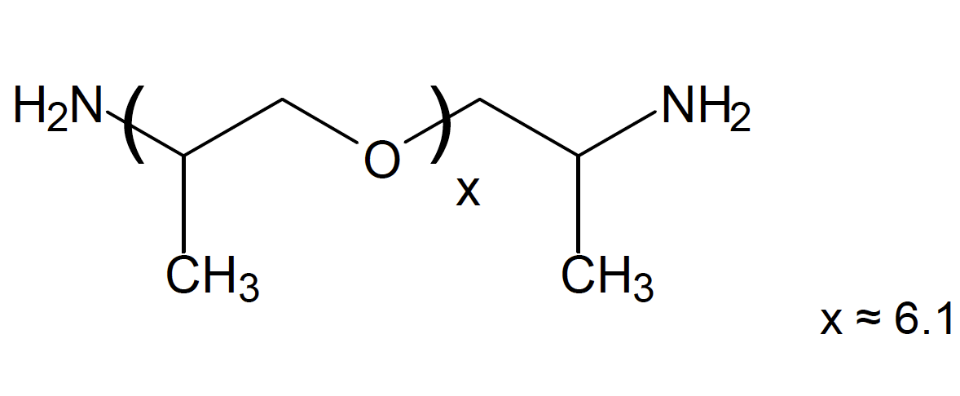 H2N ( O ) x NH2
CH3 CH3
x ≈ 6.1